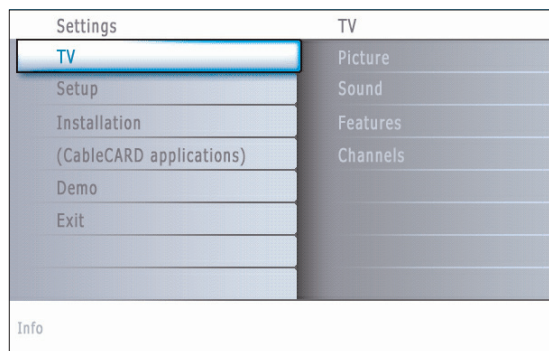 Settings
TV
TV
Setup
Installation
(CableCARD applications)
Demo
Exit
Picture
Sound
Features
Channels
Info